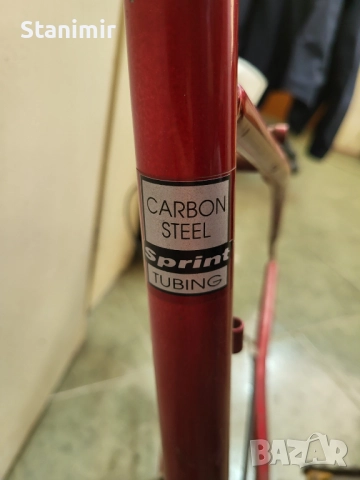 Stanimir
CARBON
STEEL
Sprint
TUBING
BAZAR